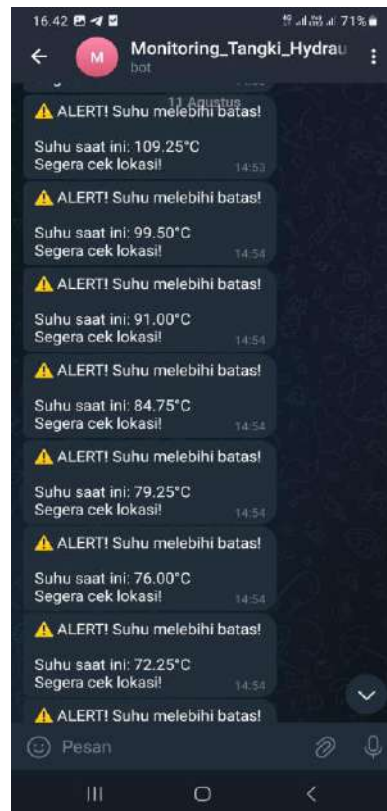 16.42
71%
M
Monitoring_Tangki_Hydrau
bot
11 Agustus
⚠ ALERT! Suhu melebihi batas!
Suhu saat ini: 109.25°C
Segera cek lokasi! 14:53
⚠ ALERT! Suhu melebihi batas!
Suhu saat ini: 99.50°C
Segera cek lokasi! 14:54
⚠ ALERT! Suhu melebihi batas!
Suhu saat ini: 91.00°C
Segera cek lokasi! 14:54
⚠ ALERT! Suhu melebihi batas!
Suhu saat ini: 84.75°C
Segera cek lokasi! 14:54
⚠ ALERT! Suhu melebihi batas!
Suhu saat ini: 79.25°C
Segera cek lokasi! 14:54
⚠ ALERT! Suhu melebihi batas!
Suhu saat ini: 76.00°C
Segera cek lokasi! 14:54
⚠ ALERT! Suhu melebihi batas!
Suhu saat ini: 72.25°C
Segera cek lokasi! 14:54
⚠ ALERT! Suhu melebihi batas!
Pesan